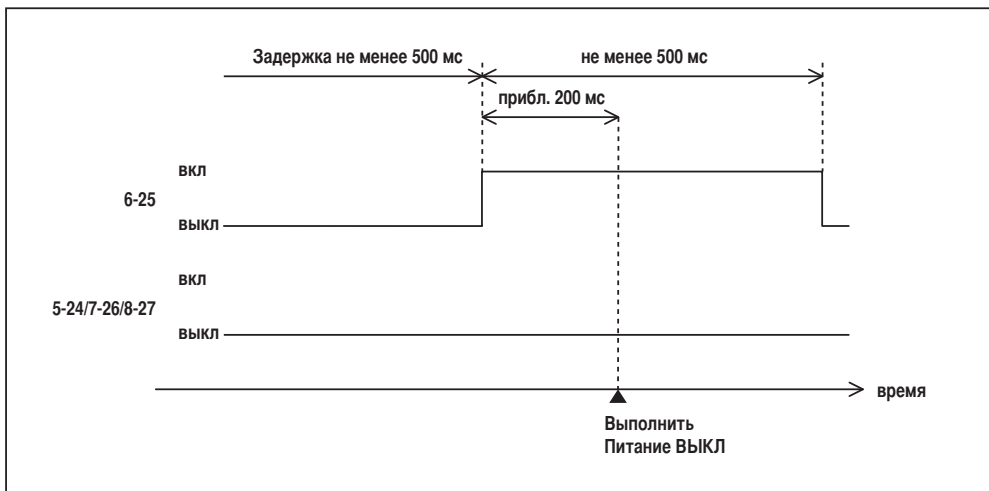 Задержка не менее 500 мс
не менее 500 мс
прибл. 200 мс
вкл
6-25
выкл
вкл
5-24/7-26/8-27
выкл
время
Выполнить
Питание ВЫКЛ